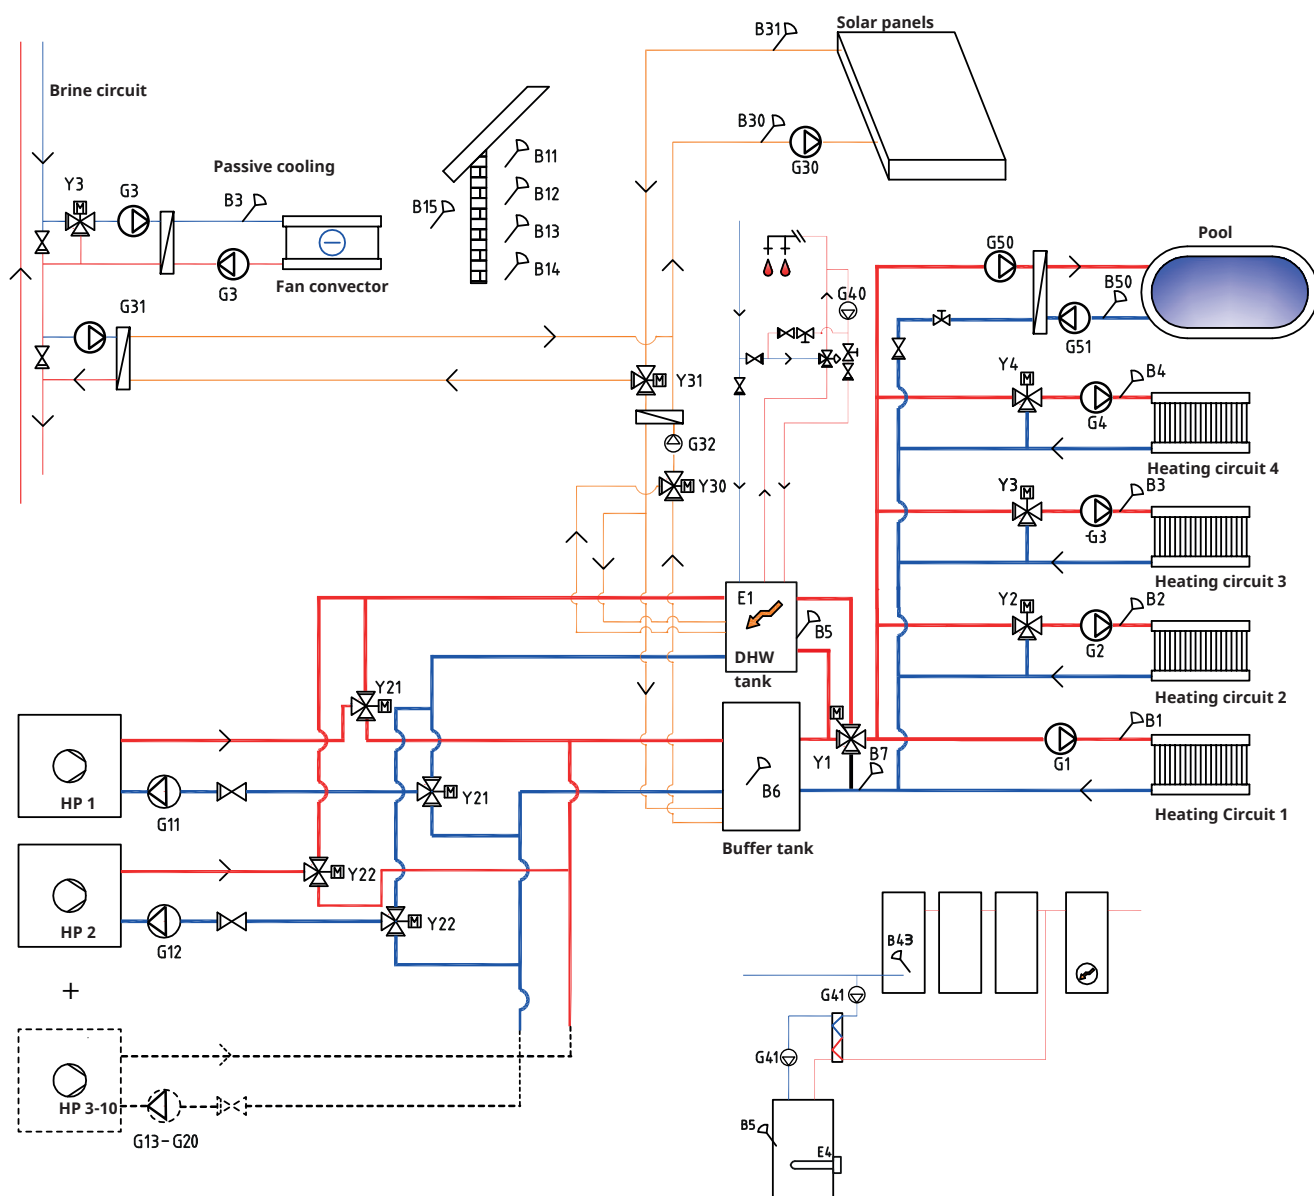 Solar panels
B31
Brine circuit
B30
G30
Passive cooling
Y3
G3
B3
B11
B12
B15
B13
B14
G3
Fan convector
G31
G40
G50
Pool
B50
G51
Y31
G32
Y30
Y4
B4
G4
Heating circuit 4
Y3
B3
G3
Heating circuit 3
Y2
B2
G2
Heating circuit 2
E1
B5
DHW
tank
Y21
M
Y1
B7
B1
G1
Heating Circuit 1
HP 1
G11
Y21
B6
Buffer tank
HP 2
G12
Y22
Y22
+
HP 3-10
G13-G20
B43
G41
G41
B5
E4